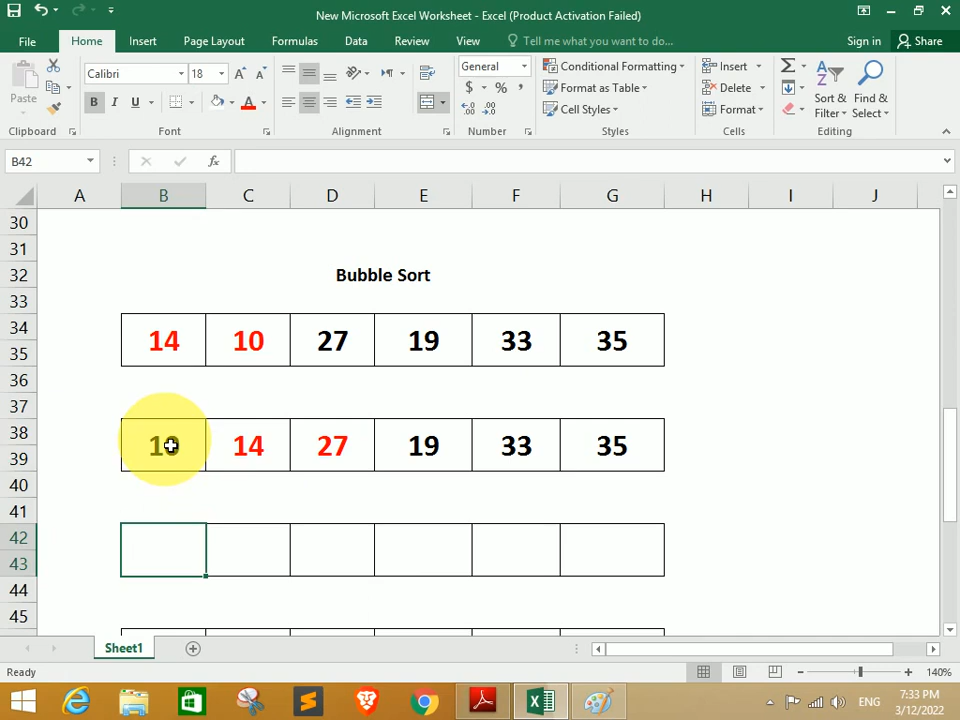 New Microsoft Excel Worksheet - Excel (Product Activation Failed)
File Home Insert Page Layout Formulas Data Review View Tell me what you want to do... Sign in Share
Paste
Calibri 18
B I U
General
$ % ,
Conditional Formatting
Format as Table
Cell Styles
Insert
Delete
Format
Sort & Filter
Find & Select
Clipboard Font Alignment Number Styles Cells Editing
B42 fx
A B C D E F G H I J
30
31
32 Bubble Sort
33
34
14 10 27 19 33 35
35
36
37
38
10 14 27 19 33 35
39
40
41
42
43
44
45
Sheet1
Ready 140%
ENG 7:33 PM
3/12/2022